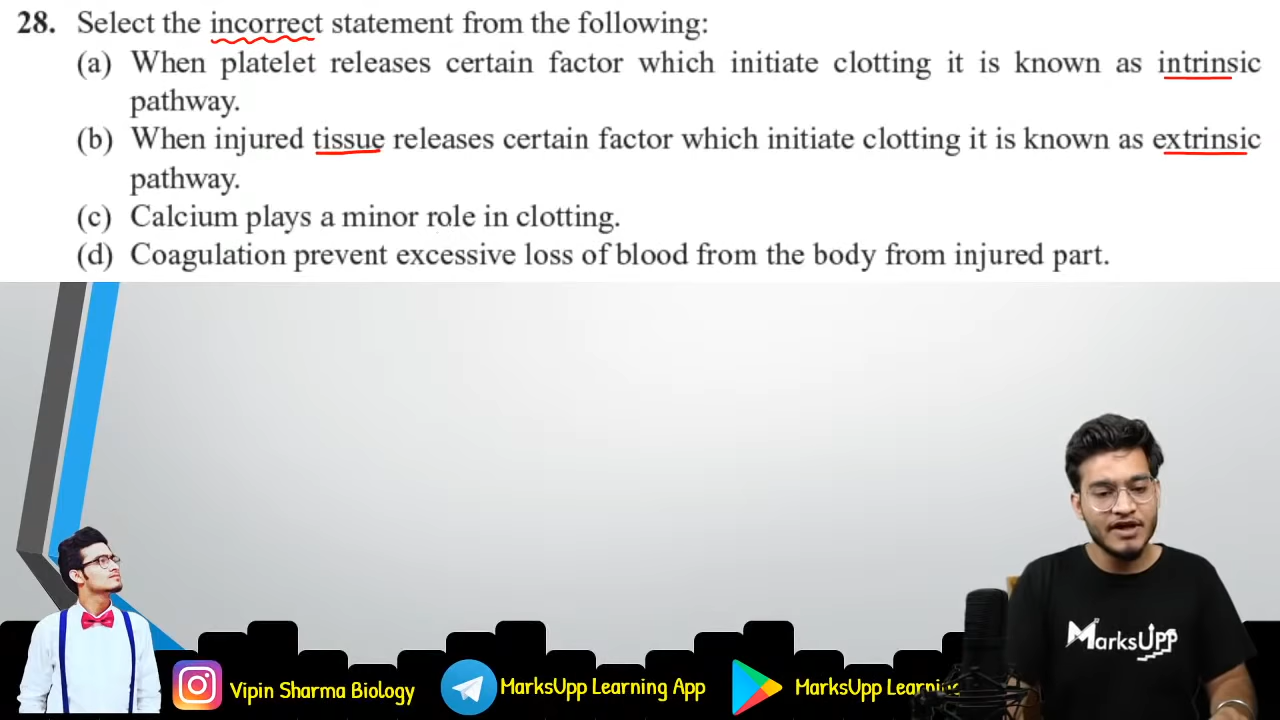 28. Select the incorrect statement from the following:
(a) When platelet releases certain factor which initiate clotting it is known as intrinsic
pathway.
(b) When injured tissue releases certain factor which initiate clotting it is known as extrinsic
pathway.
(c) Calcium plays a minor role in clotting.
(d) Coagulation prevent excessive loss of blood from the body from injured part.
MarksUpp
Vipin Sharma Biology
MarksUpp Learning App
MarksUpp Learning